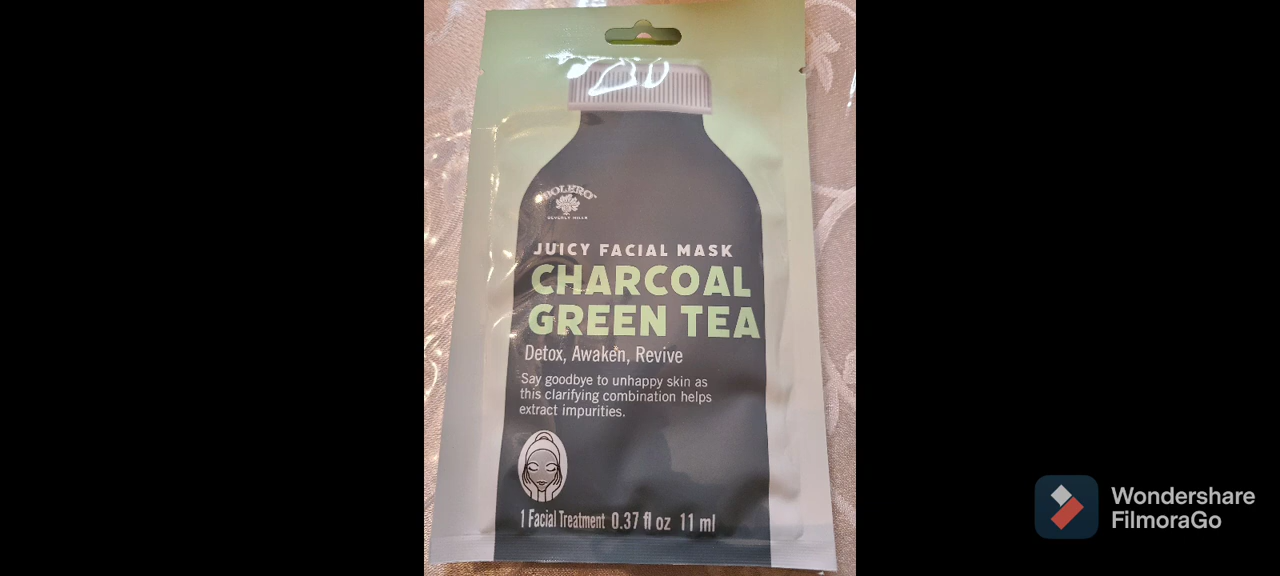 BOLERO
BEVERLY HILLS
JUICY FACIAL MASK
CHARCOAL
GREEN TEA
Detox, Awaken, Revive
Say goodbye to unhappy skin as
this clarifying combination helps
extract impurities.
1 Facial Treatment 0.37 fl oz 11 ml
Wondershare
FilmoraGo